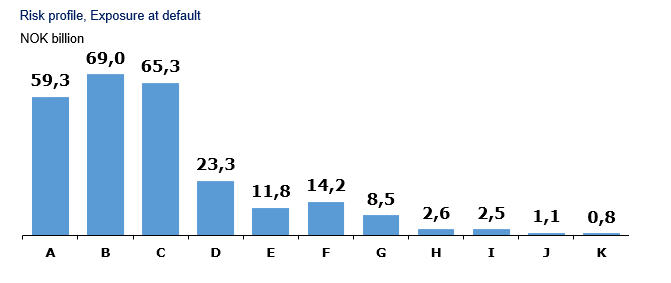 Risk profile, Exposure at default
NOK billion
59,3 69,0 65,3 23,3 11,8 14,2 8,5 2,6 2,5 1,1 0,8
A B C D E F G H I J K